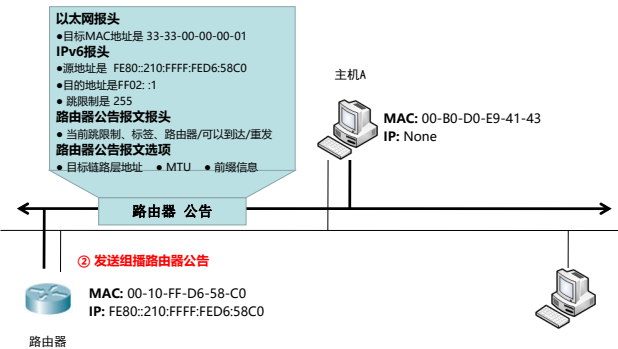 以太网报头
●目标MAC地址是 33-33-00-00-00-01
IPv6报头
●源地址是 FE80::210:FFFF:FED6:58C0
●目的地址是FF02: :1
● 跳限制是 255
路由器公告报文报头
● 当前跳限制、标签、路由器/可以到达/重发
路由器公告报文选项
● 目标链路层地址 ● MTU ● 前缀信息
主机A
MAC: 00-B0-D0-E9-41-43
IP: None
路由器 公告
② 发送组播路由器公告
MAC: 00-10-FF-D6-58-C0
IP: FE80::210:FFFF:FED6:58C0
路由器